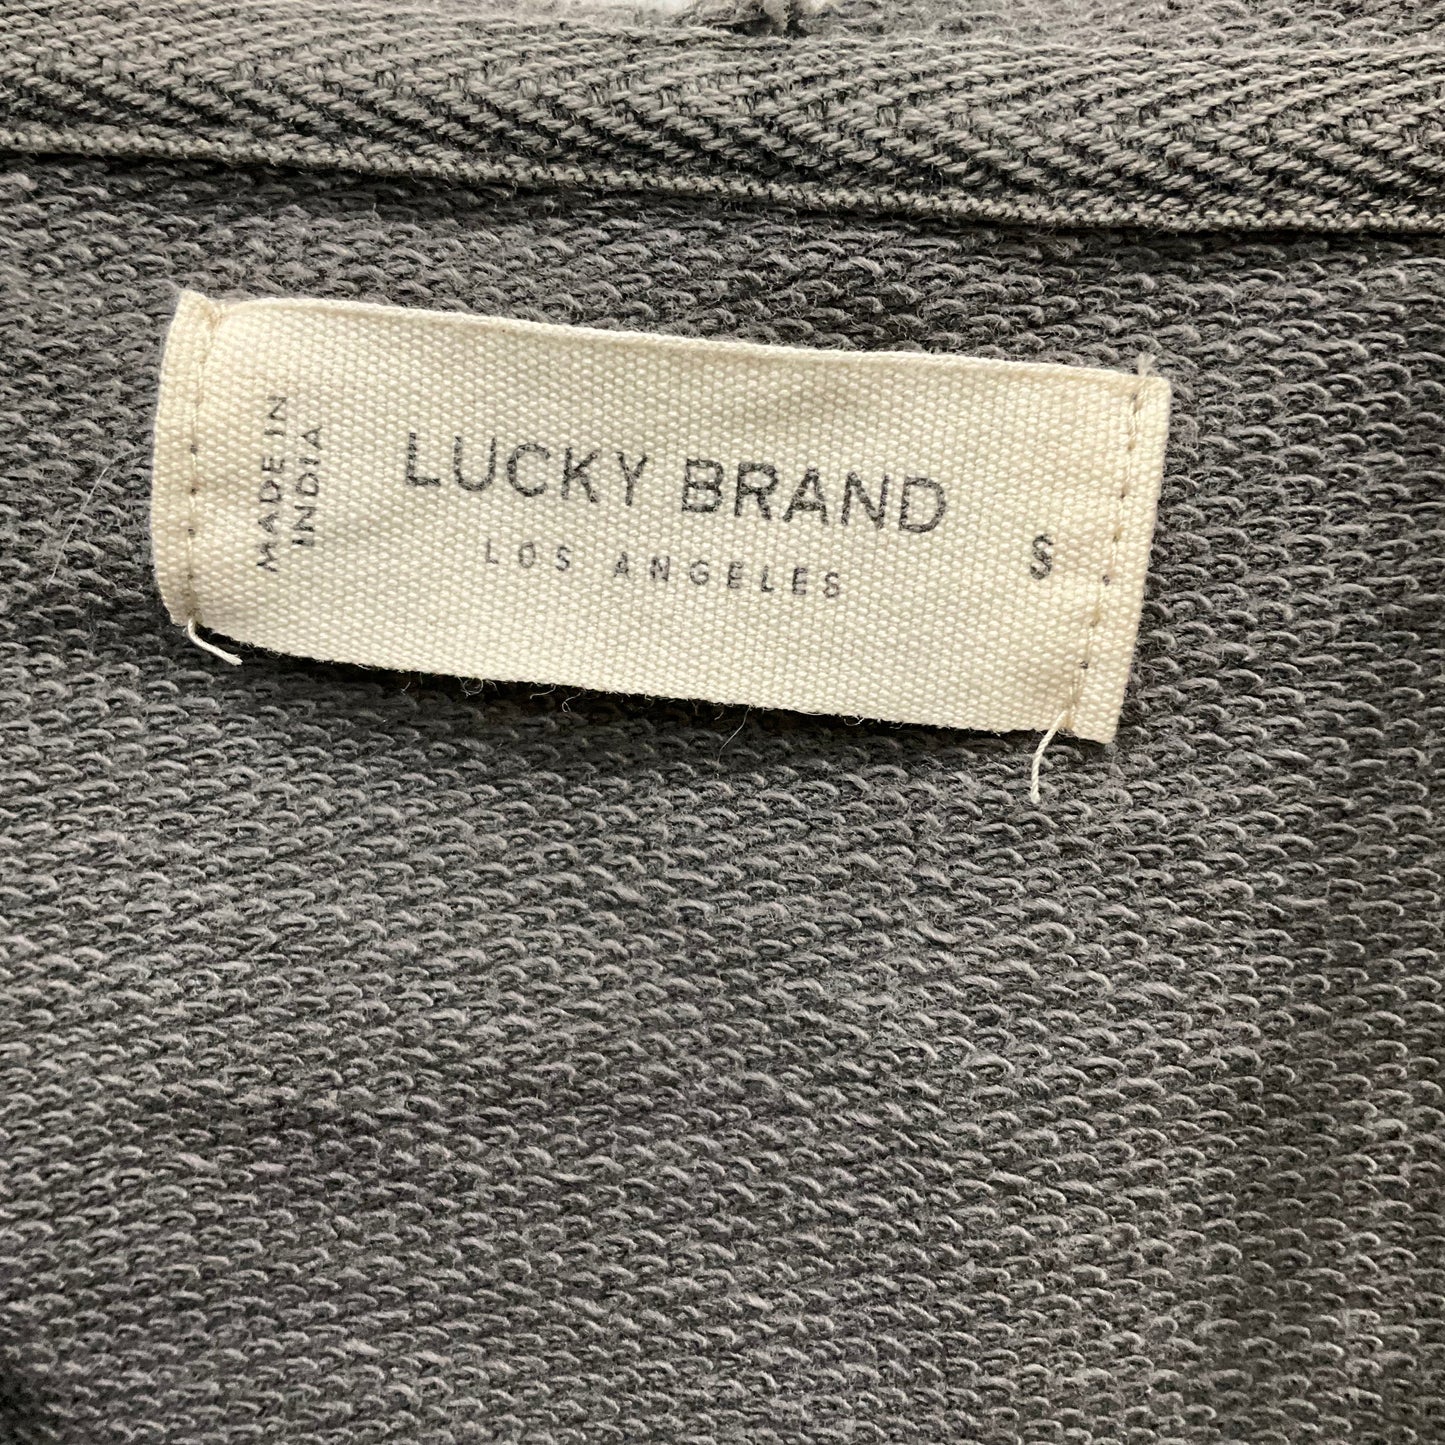 MADE IN
INDIA
LUCKY BRAND
LOS ANGELES
S